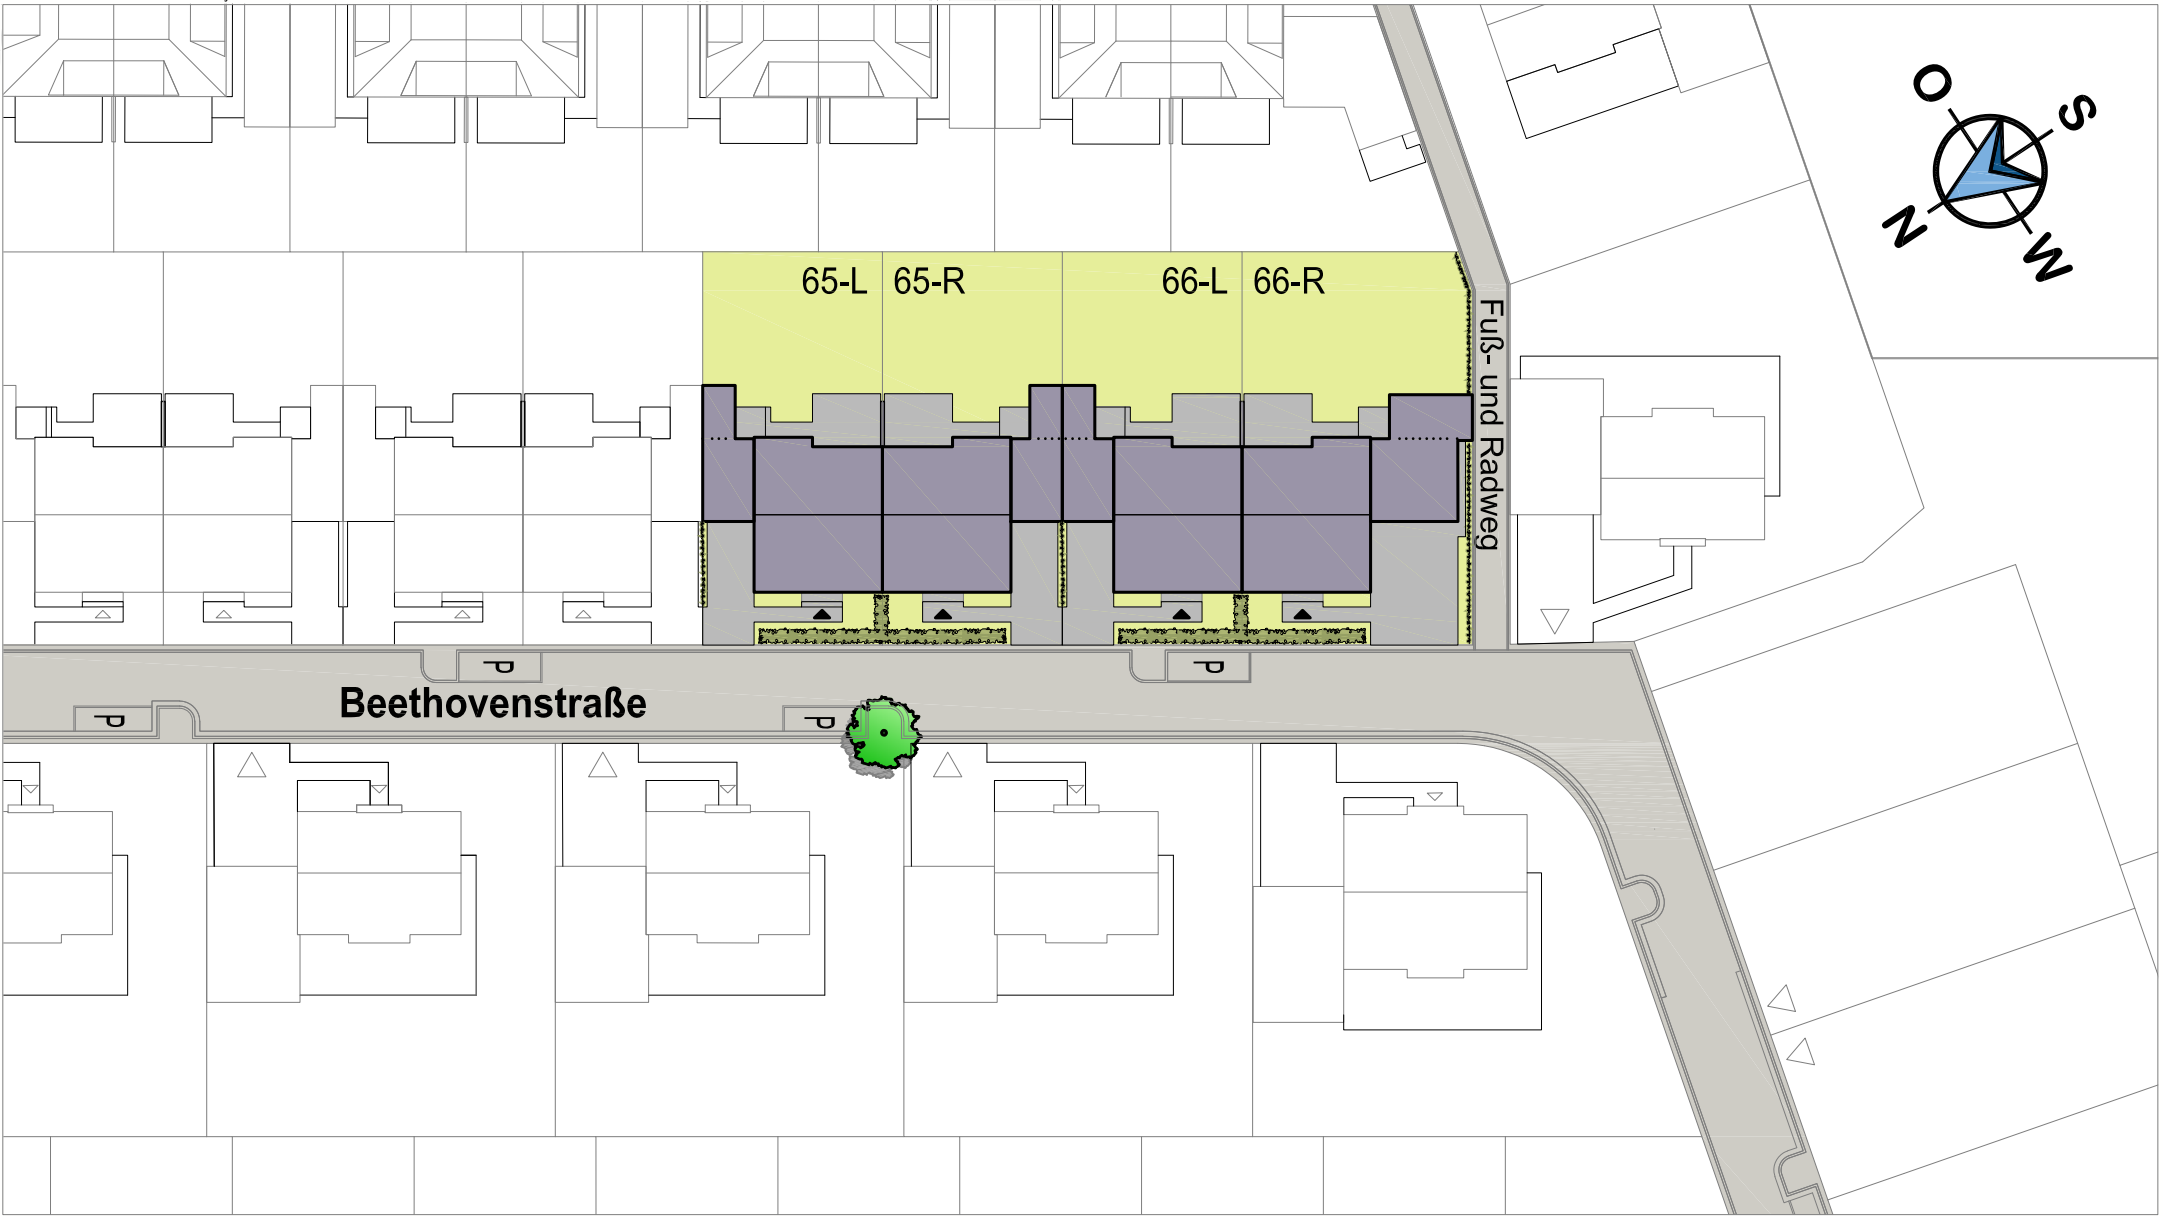 O
S
N
W
65-L
65-R
66-L
66-R
Fuß- und Radweg
P
P
Beethovenstraße
P
P